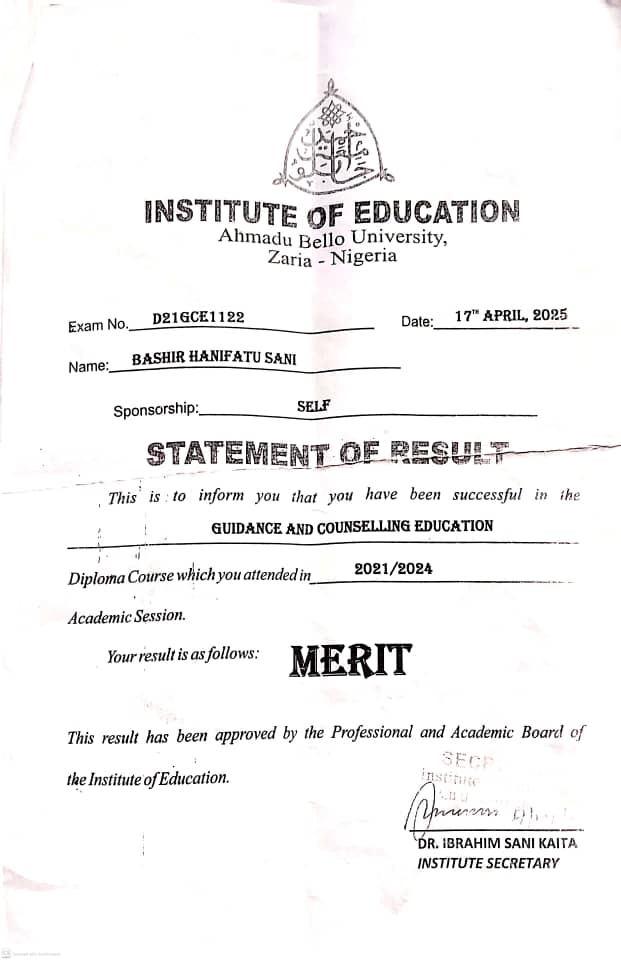 INSTITUTE OF EDUCATION
Ahmadu Bello University,
Zaria - Nigeria
Exam No. D21GCE1122 Date: 17TH APRIL, 2025
Name: BASHIR HANIFATU SANI
Sponsorship: SELF
STATEMENT OF RESULT
This is to inform you that you have been successful in the
GUIDANCE AND COUNSELLING EDUCATION
Diploma Course which you attended in 2021/2024
Academic Session.
Your result is as follows: MERIT
This result has been approved by the Professional and Academic Board of
the Institute of Education.
SECR
Institute
DR. IBRAHIM SANI KAITA
INSTITUTE SECRETARY